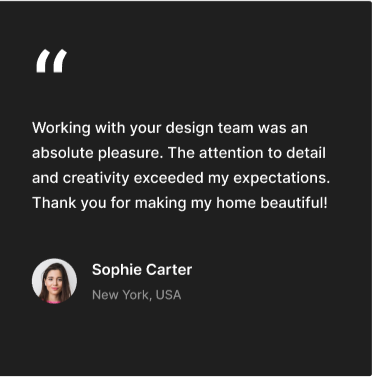 “
Working with your design team was an
absolute pleasure. The attention to detail
and creativity exceeded my expectations.
Thank you for making my home beautiful!
Sophie Carter
New York, USA